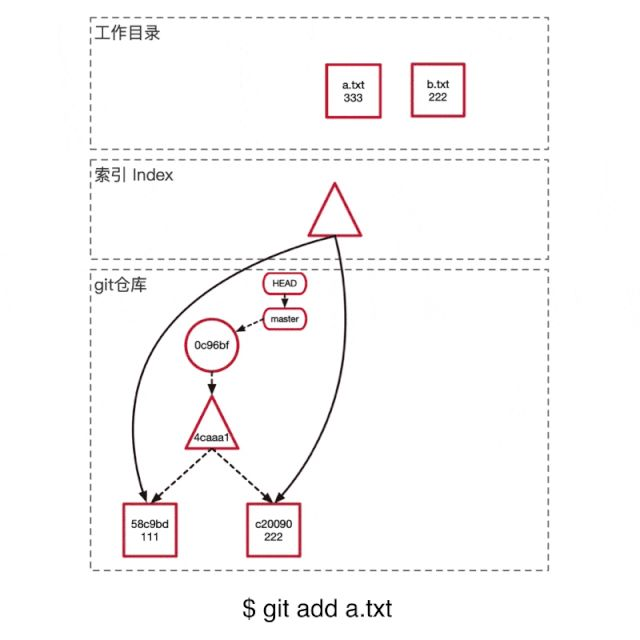 工作目录
a.txt
333
b.txt
222
索引 Index
git仓库
HEAD
master
0c96bf
4caaa1
58c9bd
111
c20090
222
$ git add a.txt